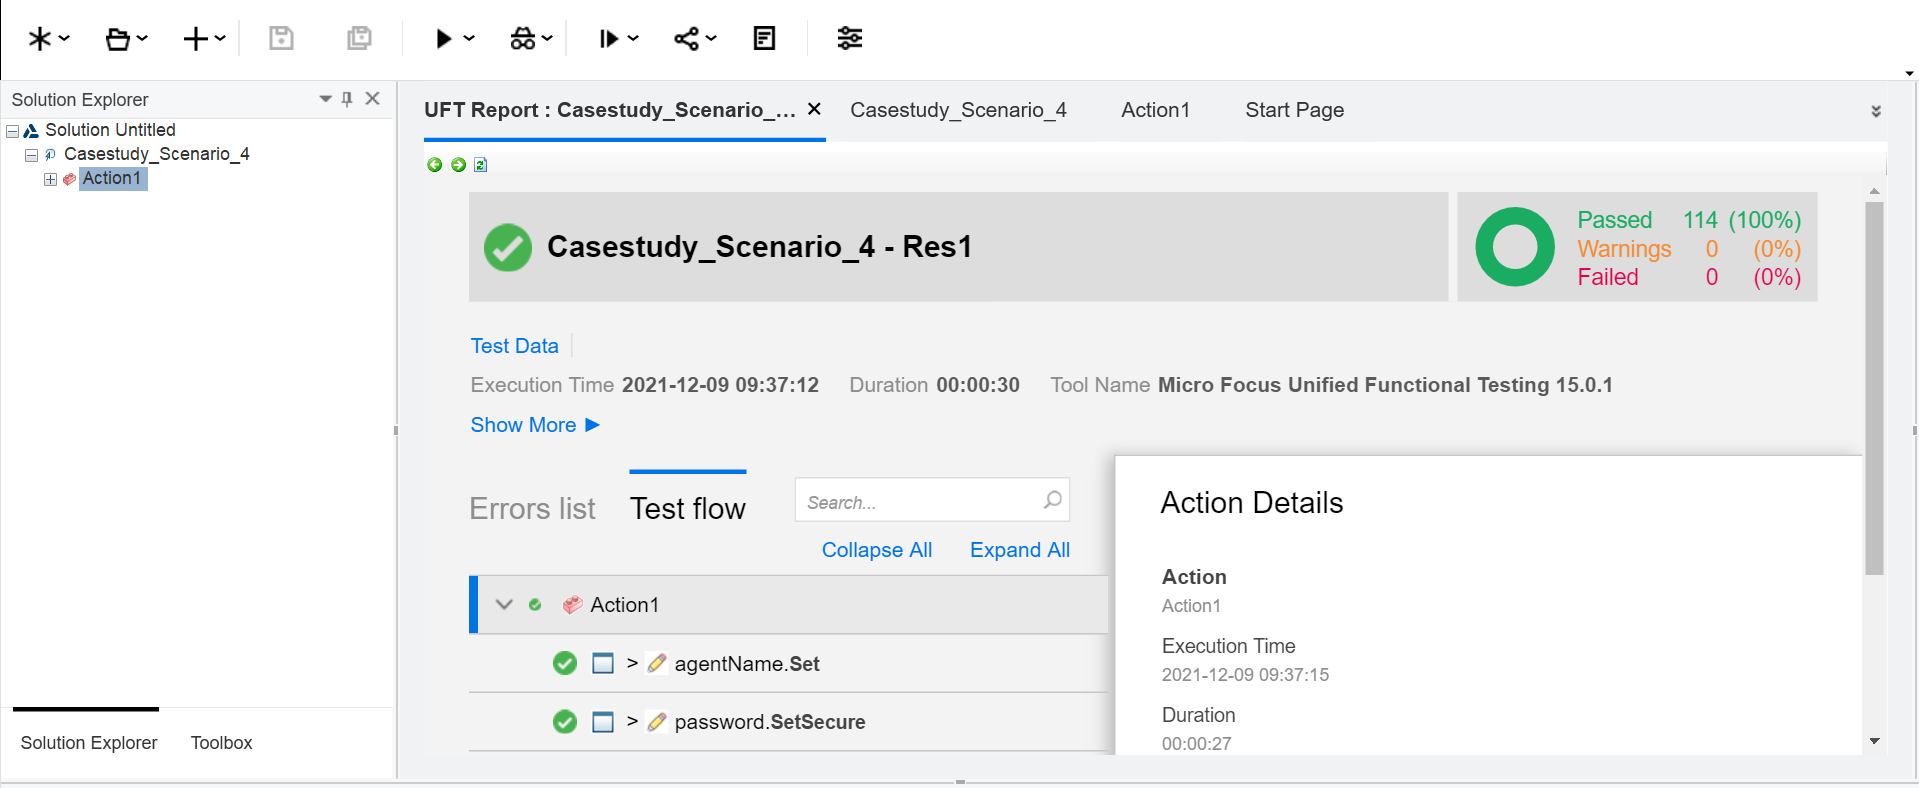 Solution Explorer
Solution Untitled
Casestudy_Scenario_4
Action1
Solution Explorer Toolbox
UFT Report : Casestudy_Scenario_... Casestudy_Scenario_4 Action1 Start Page
Casestudy_Scenario_4 - Res1
Passed 114 (100%)
Warnings 0 (0%)
Failed 0 (0%)
Test Data
Execution Time 2021-12-09 09:37:12 Duration 00:00:30 Tool Name Micro Focus Unified Functional Testing 15.0.1
Show More
Errors list Test flow Search...
Collapse All Expand All
Action1
> agentName.Set
> password.SetSecure
Action Details
Action
Action1
Execution Time
2021-12-09 09:37:15
Duration
00:00:27